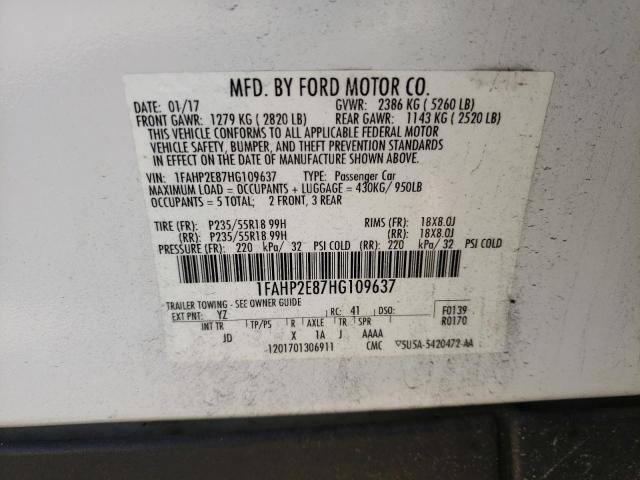 MFD. BY FORD MOTOR CO.
DATE: 01/17 GVWR: 2386 KG ( 5260 LB)
FRONT GAWR: 1279 KG ( 2820 LB) REAR GAWR: 1143 KG ( 2520 LB)
THIS VEHICLE CONFORMS TO ALL APPLICABLE FEDERAL MOTOR
VEHICLE SAFETY, BUMPER, AND THEFT PREVENTION STANDARDS
IN EFFECT ON THE DATE OF MANUFACTURE SHOWN ABOVE.
VIN: 1FAHP2E87HG109637 TYPE: Passenger Car
MAXIMUM LOAD = OCCUPANTS + LUGGAGE = 430KG/ 950LB
OCCUPANTS = 5 TOTAL; 2 FRONT, 3 REAR
TIRE (FR): P235/55R18 99H RIMS (FR): 18X8.0J
(RR): P235/55R18 99H (RR): 18X8.0J
PRESSURE (FR): 220 kPa/ 32 PSI COLD (RR): 220 kPa/ 32 PSI COLD
1FAHP2E87HG109637
TRAILER TOWING - SEE OWNER GUIDE
EXT PNT: YZ RC: 41 DSO: F0139
INT TR TP/PS R AXLE TR SPR R0170
JD X 1A J AAAA
1201701306911 CMC 5U5A-5420472-AA